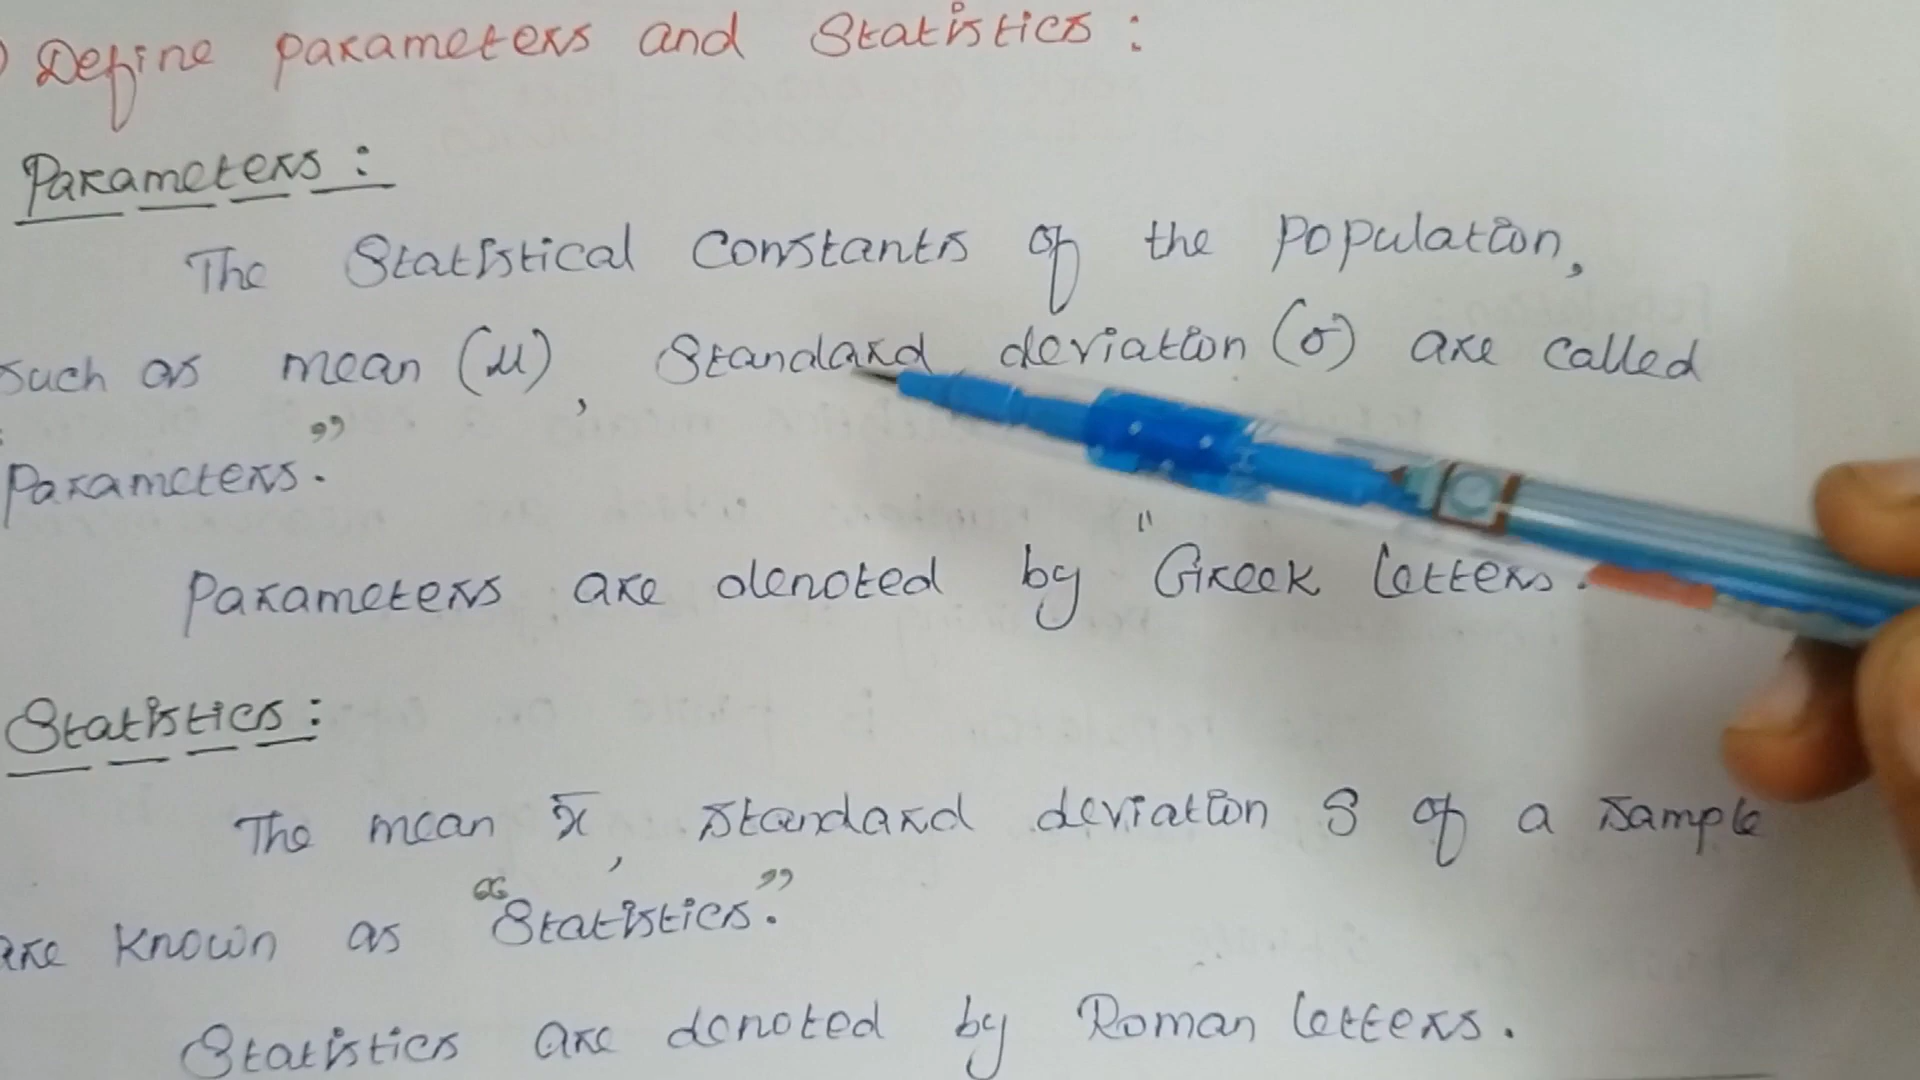 ) Define parameters and Statistics :
Parameters :
The Statistical Constants of the population,
such as mean (μ), Standard deviation (σ) are called
Parameters."
Parameters are denoted by "Greek letters.
Statistics :
The mean x̄, standard deviation S of a sample
are known as "Statistics."
Statistics are denoted by Roman letters.